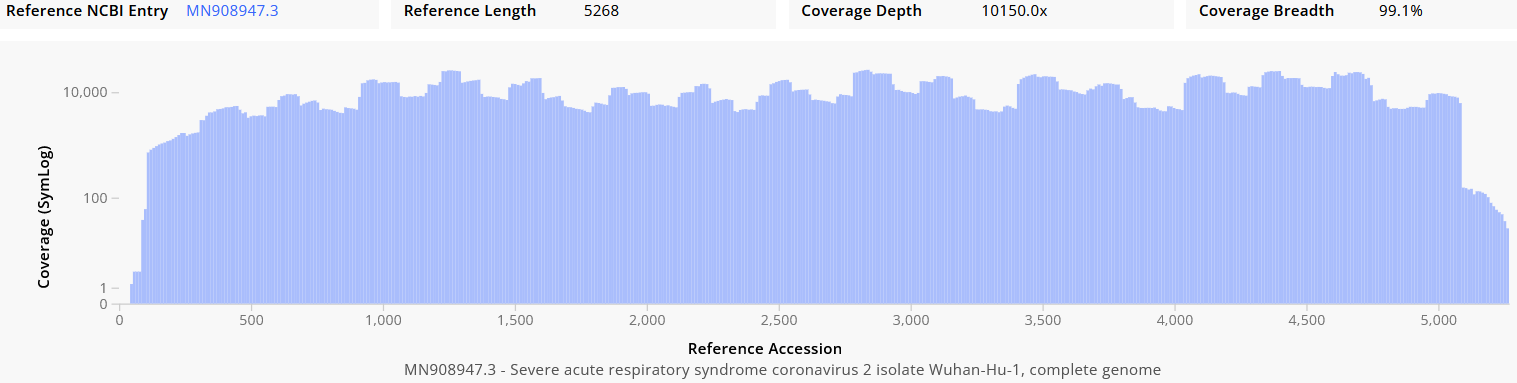 Reference NCBI Entry MN908947.3 Reference Length 5268 Coverage Depth 10150.0x Coverage Breadth 99.1%
10,000
100
1
0
Coverage (SymLog)
0 500 1,000 1,500 2,000 2,500 3,000 3,500 4,000 4,500 5,000
Reference Accession
MN908947.3 - Severe acute respiratory syndrome coronavirus 2 isolate Wuhan-Hu-1, complete genome